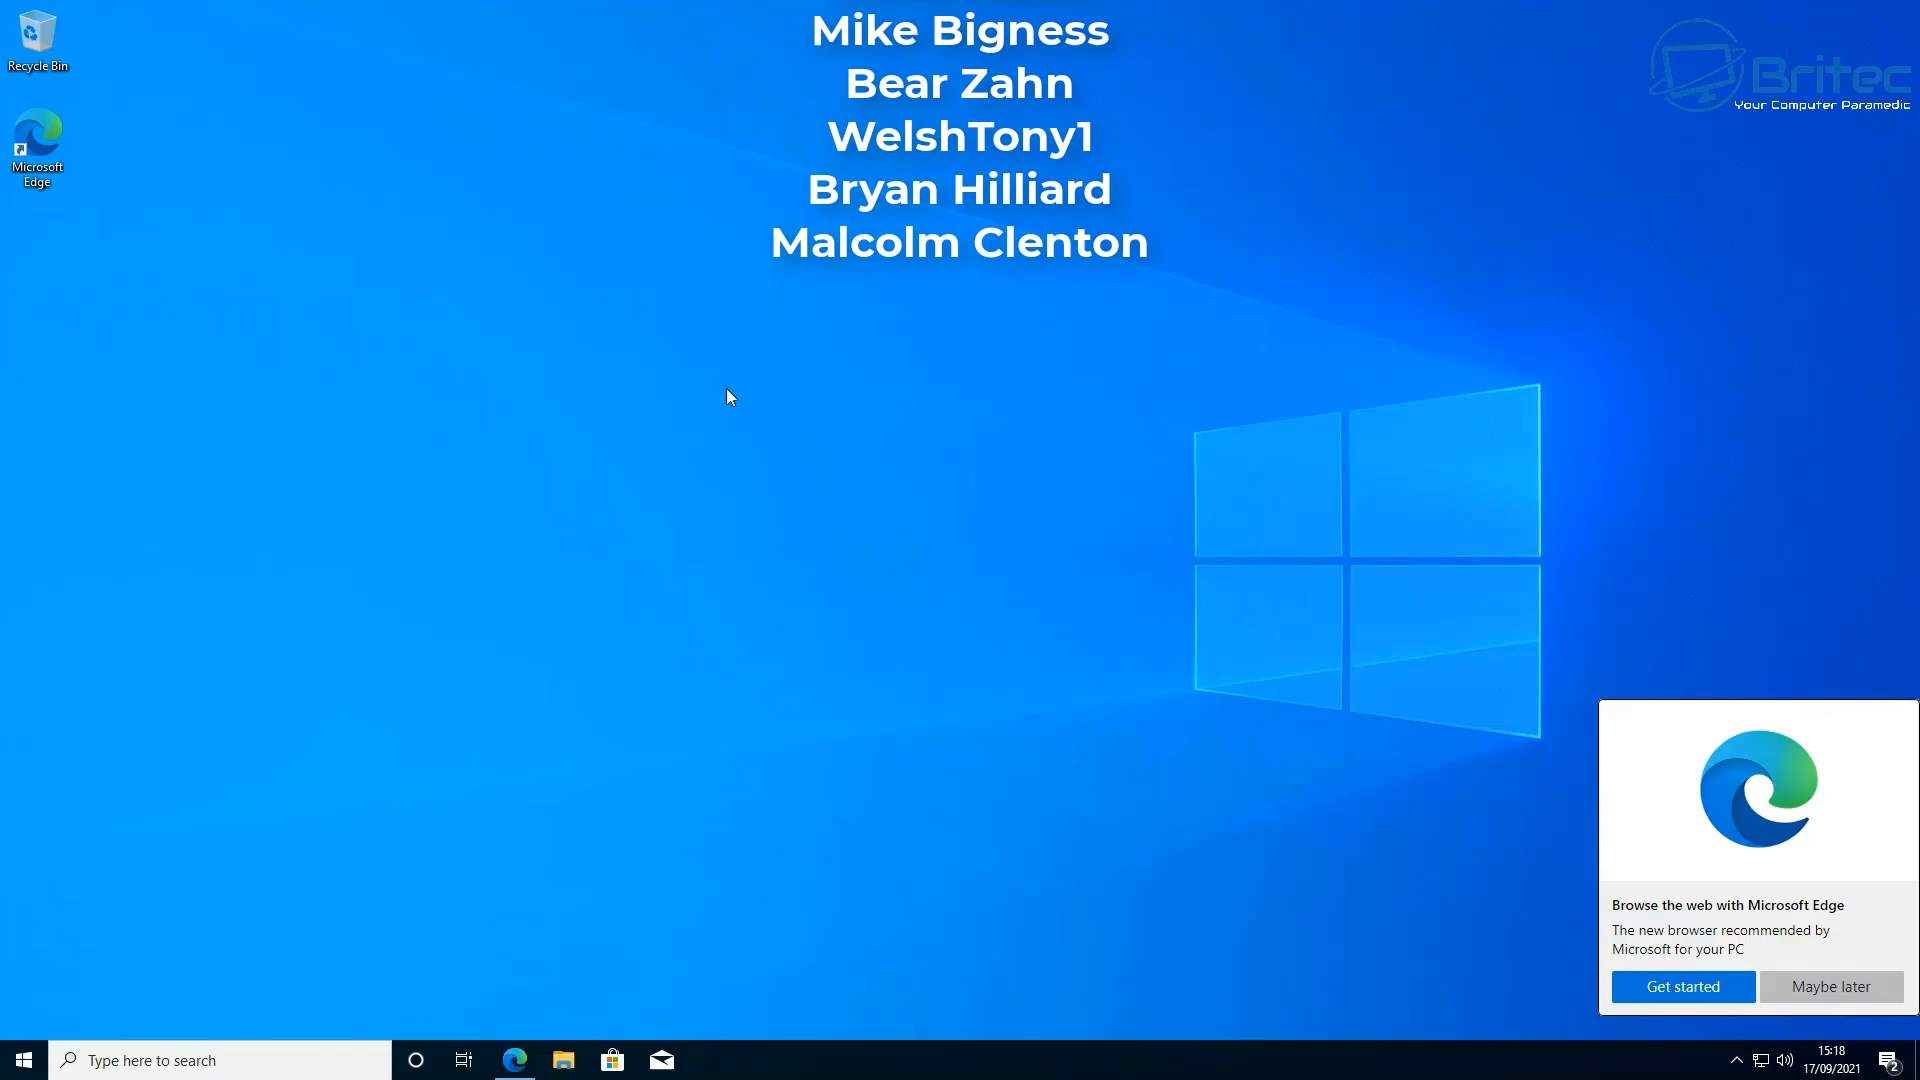 Mike Bigness
Bear Zahn
WelshTony1
Bryan Hilliard
Malcolm Clenton
Britec
Your Computer Paramedic
Recycle Bin
Microsoft
Edge
Browse the web with Microsoft Edge
The new browser recommended by
Microsoft for your PC
Get started
Maybe later
Type here to search
15:18
17/09/2021
2